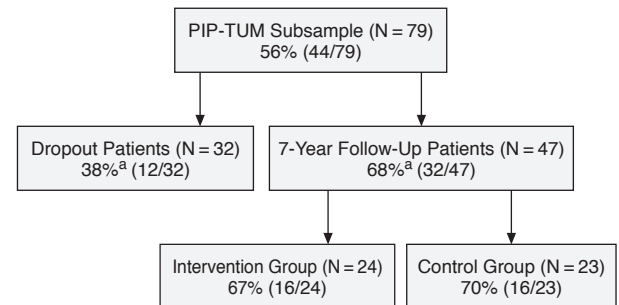 PIP-TUM Subsample (N = 79)
56% (44/79)
Dropout Patients (N = 32)
38%ᵃ (12/32)
7-Year Follow-Up Patients (N = 47)
68%ᵃ (32/47)
Intervention Group (N = 24)
67% (16/24)
Control Group (N = 23)
70% (16/23)